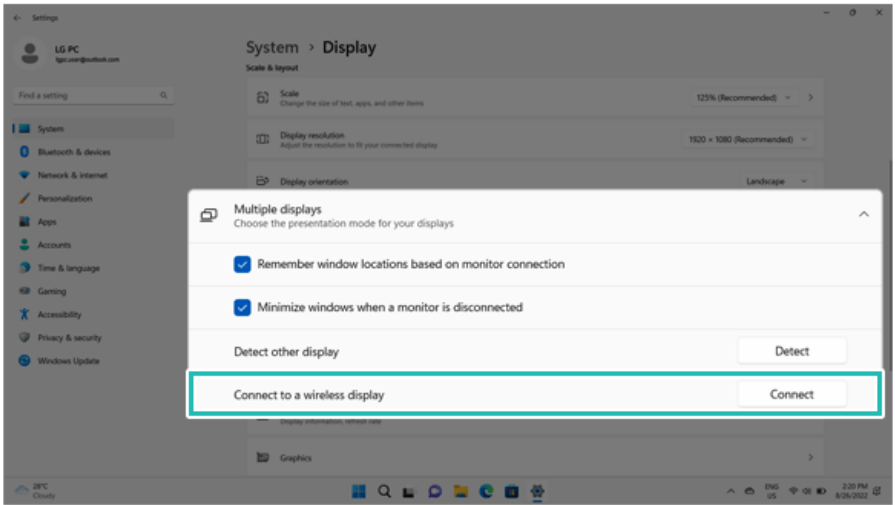 Settings
LG PC
lgpc.user@outlook.com
Find a setting
System
Bluetooth & devices
Network & internet
Personalization
Apps
Accounts
Time & language
Gaming
Accessibility
Privacy & security
Windows Update
System > Display
Scale & layout
Scale
Change the size of text, apps, and other items
125% (Recommended)
Display resolution
Adjust the resolution to fit your connected display
1920 × 1080 (Recommended)
Display orientation
Landscape
Multiple displays
Choose the presentation mode for your displays
Remember window locations based on monitor connection
Minimize windows when a monitor is disconnected
Detect other display
Detect
Connect to a wireless display
Connect
Display information, refresh rate
Graphics
28°C
Cloudy
ENG
US
2:20 PM
8/26/2022